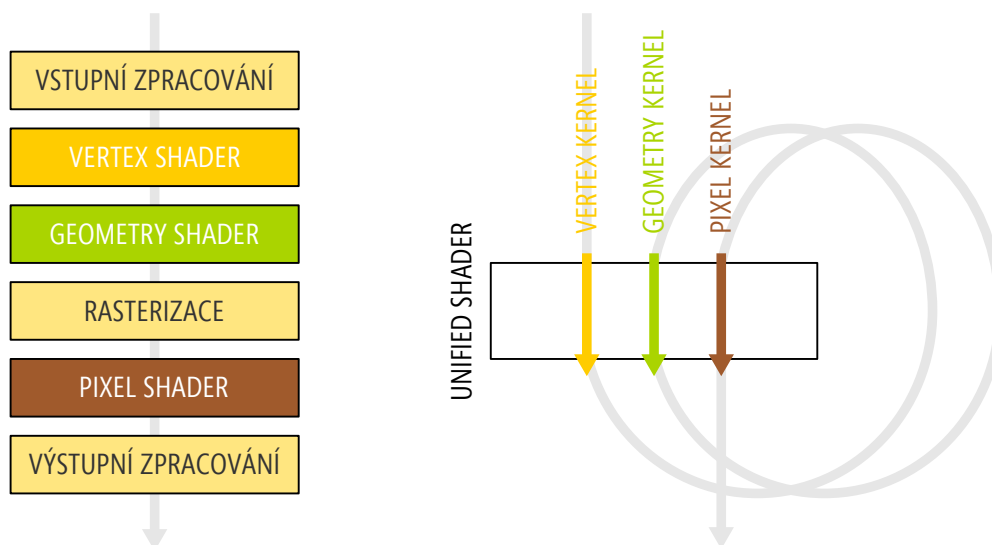 VSTUPNÍ ZPRACOVÁNÍ
VERTEX SHADER
GEOMETRY SHADER
RASTERIZACE
PIXEL SHADER
VÝSTUPNÍ ZPRACOVÁNÍ
UNIFIED SHADER
VERTEX KERNEL
GEOMETRY KERNEL
PIXEL KERNEL